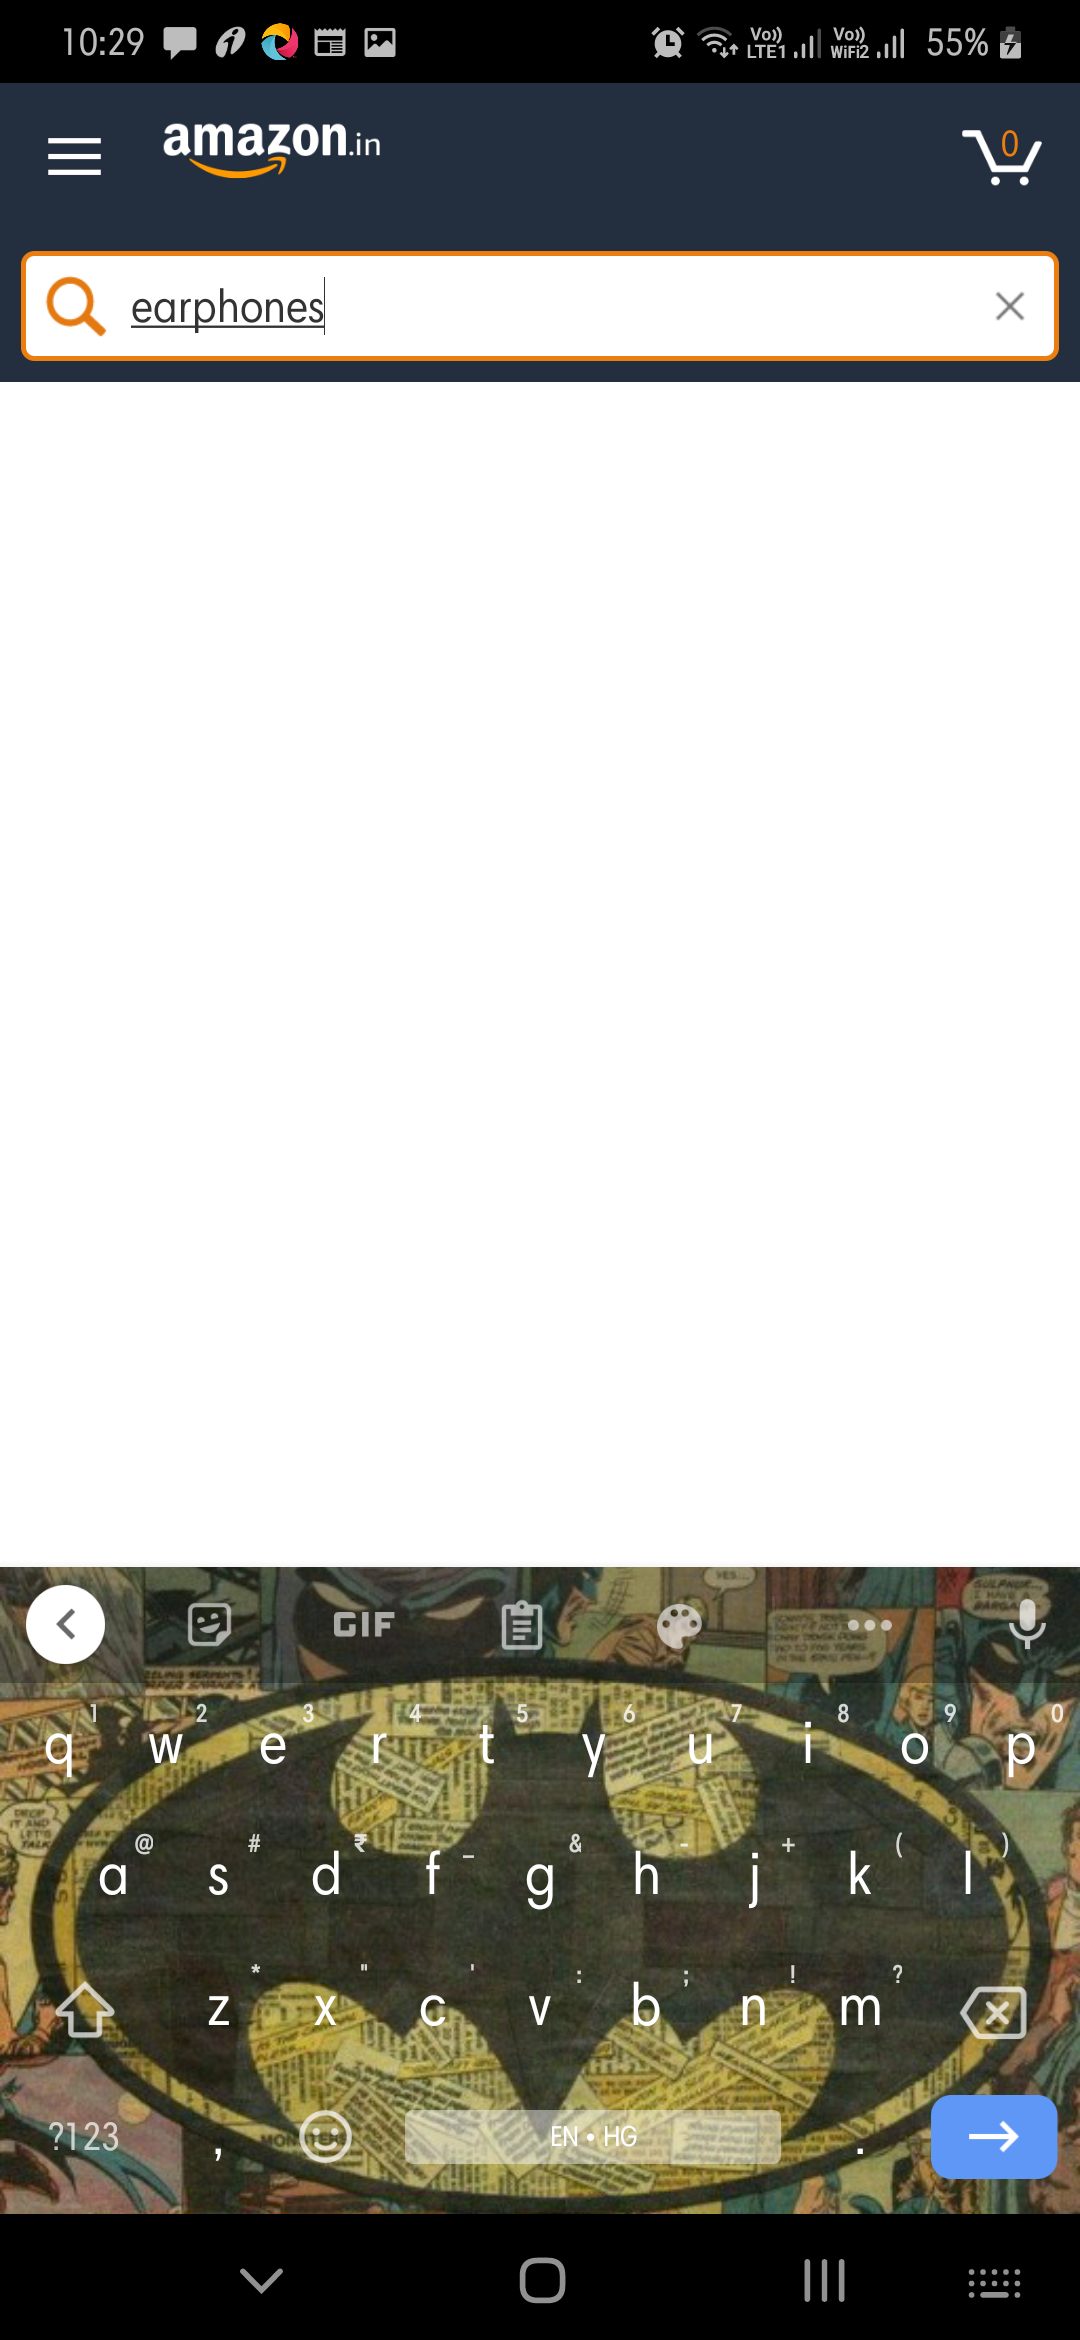 10:29 Vo)) LTE1 Vo)) WiFi2 55%
amazon.in 0
earphones
GIF
1 2 3 4 5 6 7 8 9 0
q w e r t y u i o p
@ # ₹ _ & - + ( )
a s d f g h j k l
* " ' : ; ! ?
z x c v b n m
?123 , EN • HG .